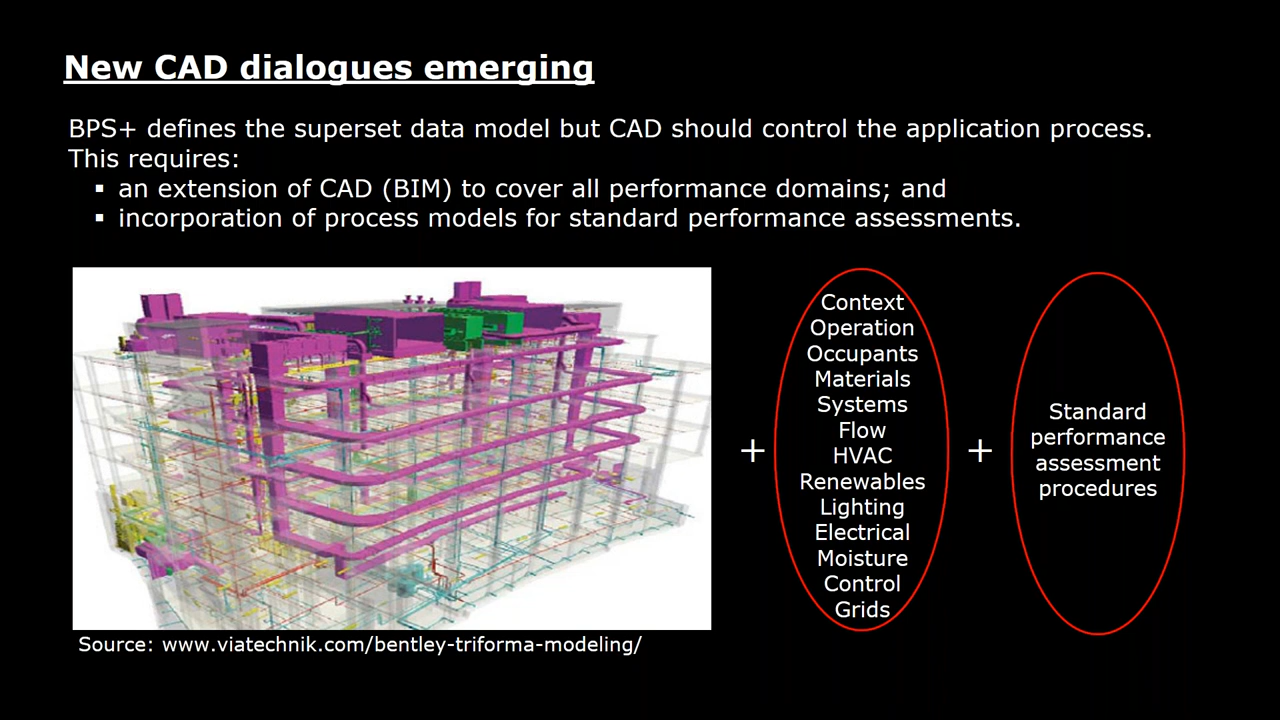 New CAD dialogues emerging
BPS+ defines the superset data model but CAD should control the application process.
This requires:
▪ an extension of CAD (BIM) to cover all performance domains; and
▪ incorporation of process models for standard performance assessments.
+
Context
Operation
Occupants
Materials
Systems
Flow
HVAC
Renewables
Lighting
Electrical
Moisture
Control
Grids
+
Standard
performance
assessment
procedures
Source: www.viatechnik.com/bentley-triforma-modeling/